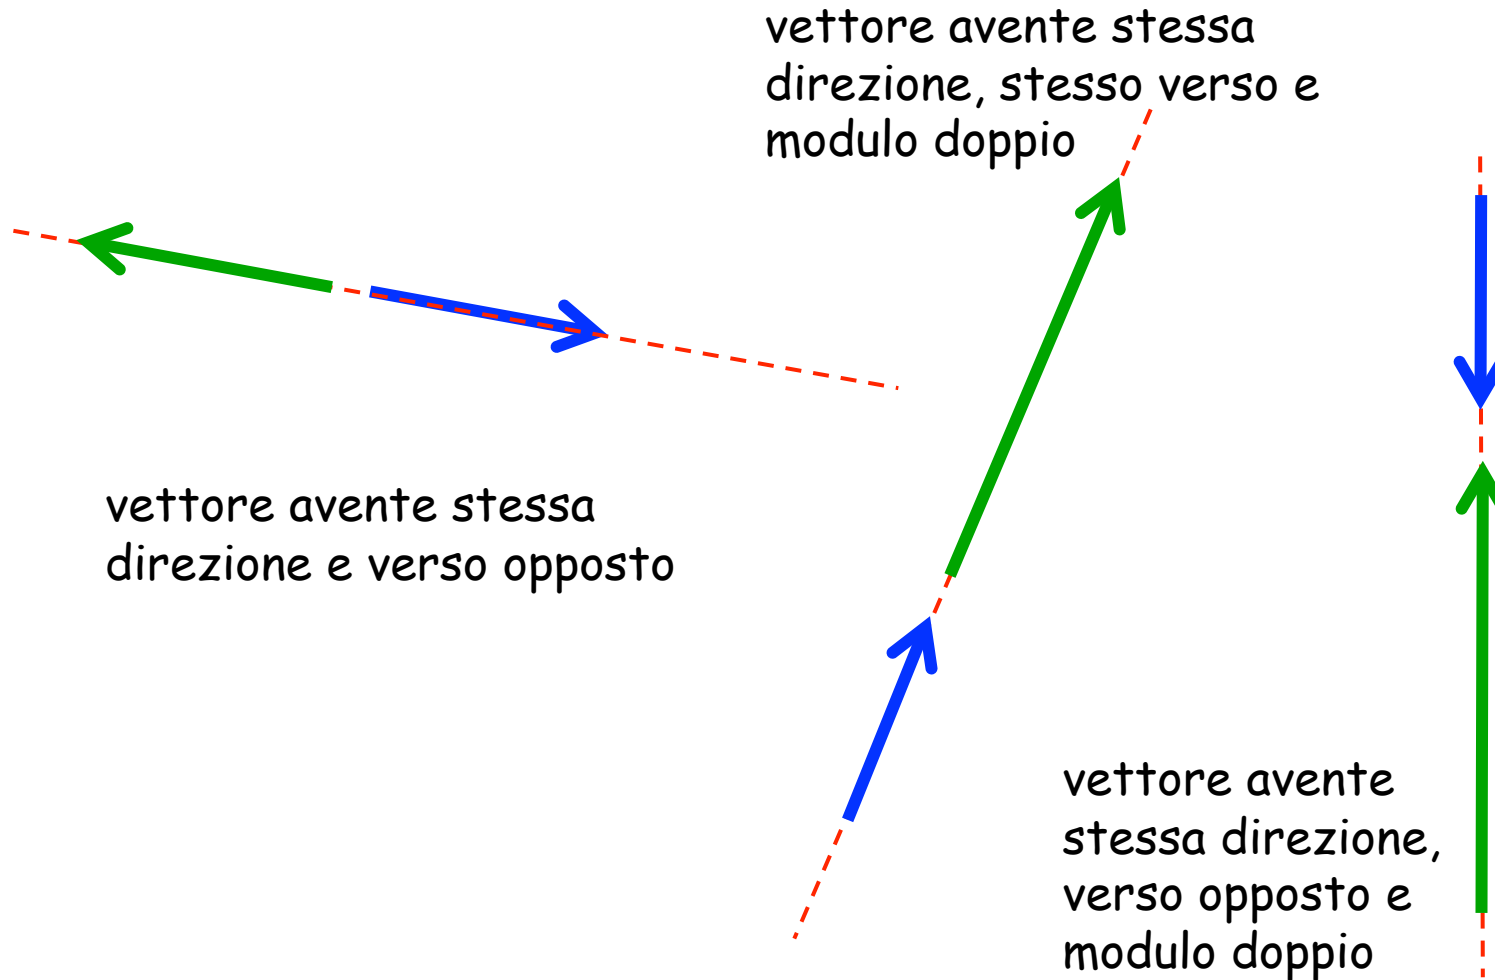 vettore avente stessa
direzione, stesso verso e
modulo doppio
vettore avente stessa
direzione e verso opposto
vettore avente
stessa direzione,
verso opposto e
modulo doppio